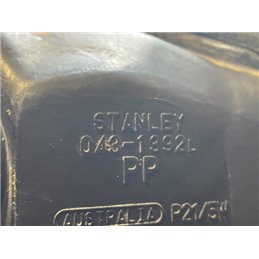 STANLEY
043-1392L
PP
AUSTRALIA P21/5W